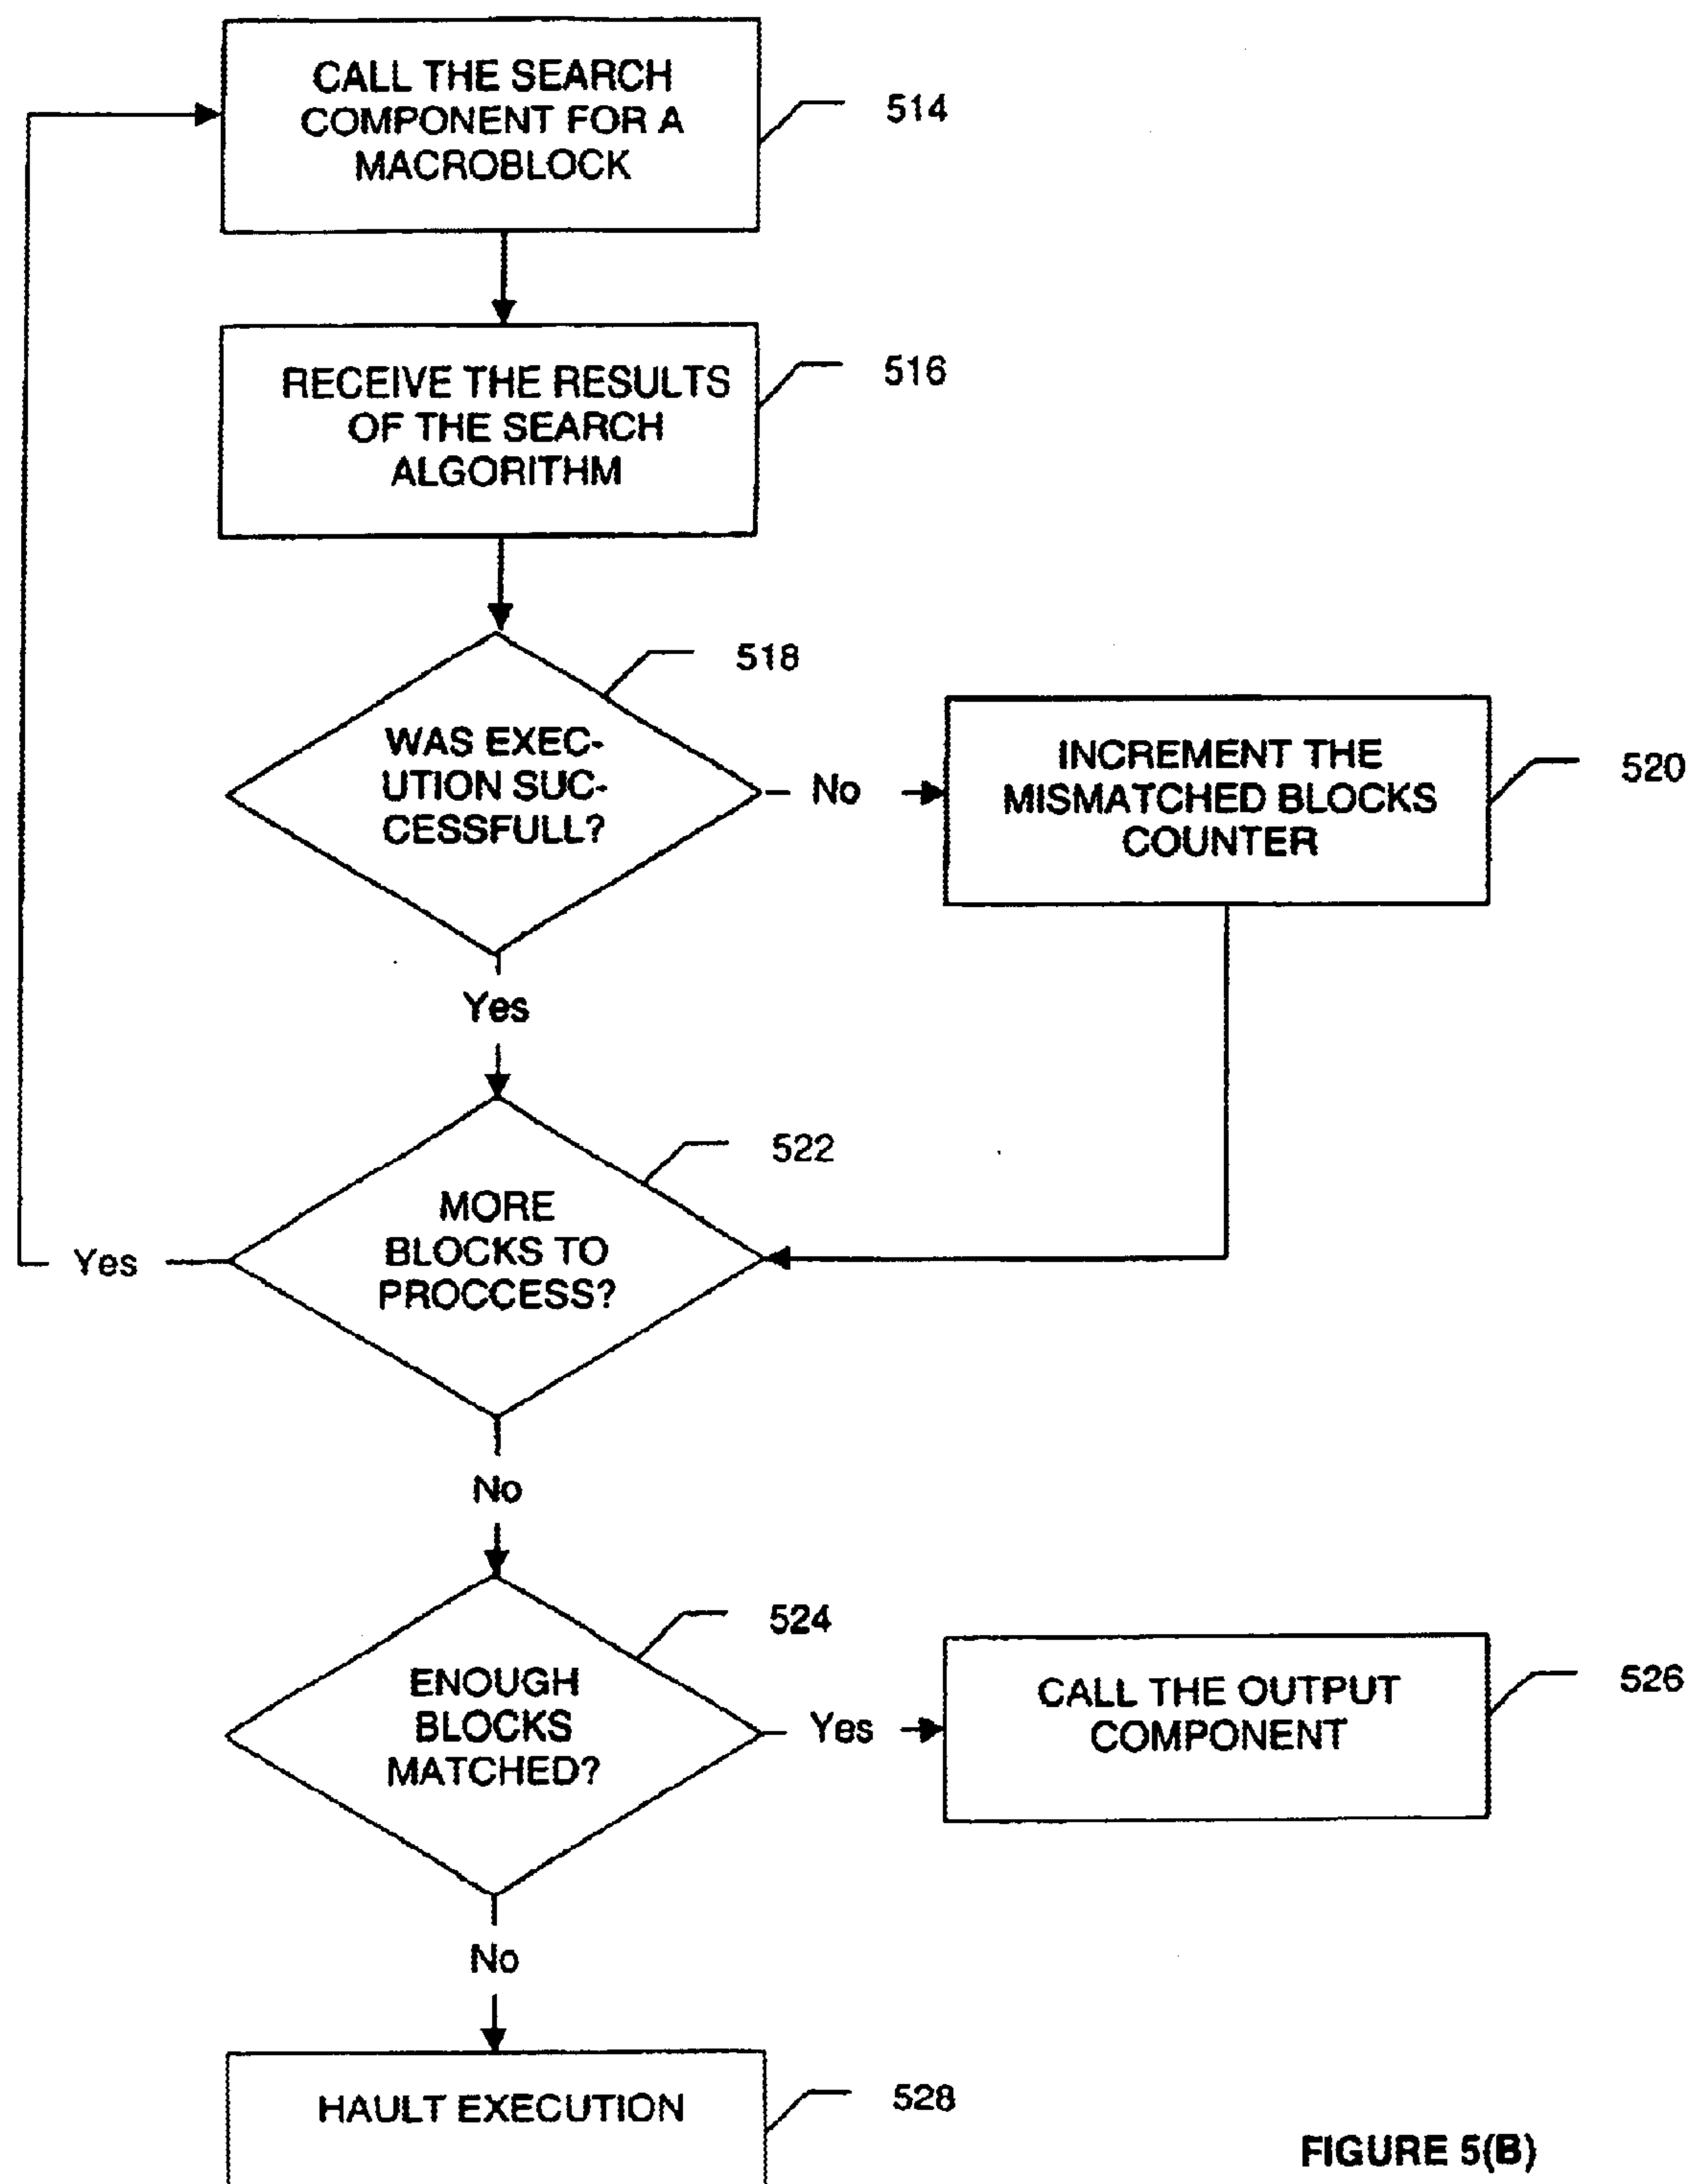 CALL THE SEARCH
COMPONENT FOR A
MACROBLOCK
514
RECEIVE THE RESULTS
OF THE SEARCH
ALGORITHM
516
518
WAS EXEC-
UTION SUC-
CESSFULL?
No
INCREMENT THE
MISMATCHED BLOCKS
COUNTER
520
Yes
522
MORE
BLOCKS TO
PROCCESS?
Yes
No
524
ENOUGH
BLOCKS
MATCHED?
Yes
CALL THE OUTPUT
COMPONENT
526
No
HAULT EXECUTION
528
FIGURE 5(B)